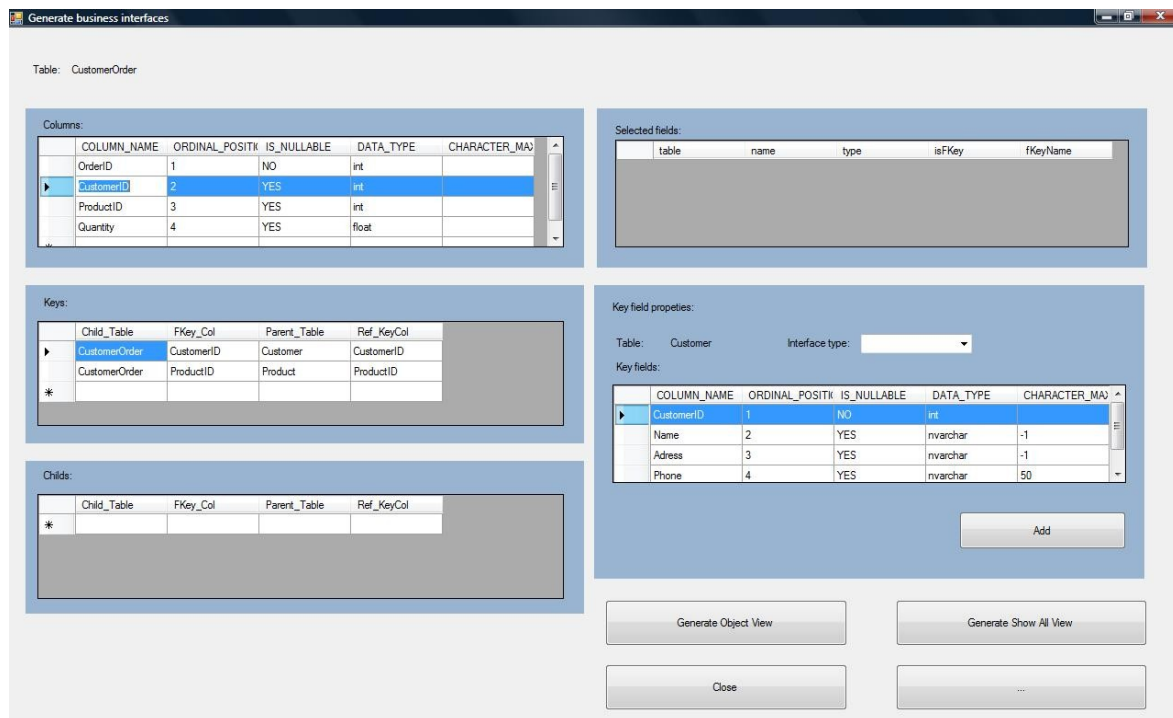 Generate business interfaces
Table: CustomerOrder
Columns:
COLUMN_NAME ORDINAL_POSITIO IS_NULLABLE DATA_TYPE CHARACTER_MAX
OrderID 1 NO int
CustomerID 2 YES int
ProductID 3 YES int
Quantity 4 YES float
Keys:
Child_Table FKey_Col Parent_Table Ref_KeyCol
CustomerOrder CustomerID Customer CustomerID
CustomerOrder ProductID Product ProductID
Childs:
Child_Table FKey_Col Parent_Table Ref_KeyCol
Selected fields:
table name type isFKey fKeyName
Key field propeties:
Table: Customer Interface type:
Key fields:
COLUMN_NAME ORDINAL_POSITIO IS_NULLABLE DATA_TYPE CHARACTER_MAX
CustomerID 1 NO int
Name 2 YES nvarchar -1
Adress 3 YES nvarchar -1
Phone 4 YES nvarchar 50
Add
Generate Object View Generate Show All View
Close ...